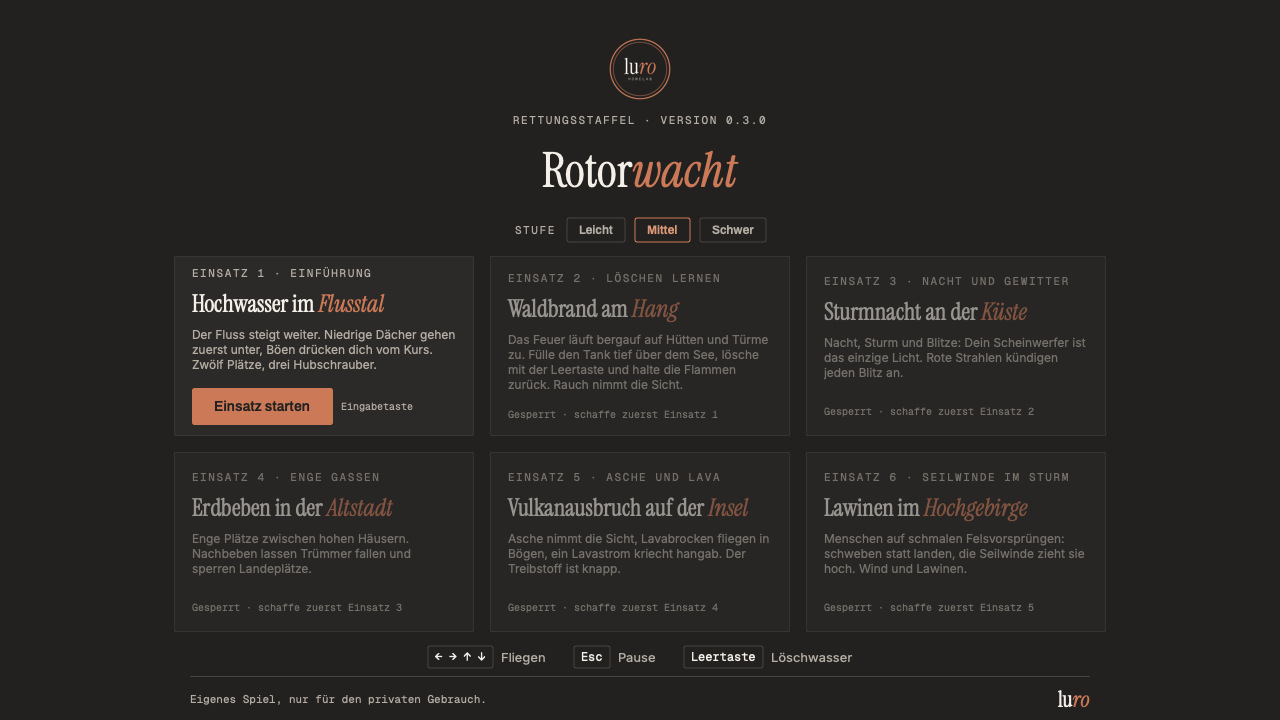 luro
HOMELAB
RETTUNGSSTAFFEL · VERSION 0.3.0
Rotorwacht
STUFE Leicht Mittel Schwer
EINSATZ 1 · EINFÜHRUNG
Hochwasser im Flusstal
Der Fluss steigt weiter. Niedrige Dächer gehen
zuerst unter, Böen drücken dich vom Kurs.
Zwölf Plätze, drei Hubschrauber.
Einsatz starten Eingabetaste
EINSATZ 2 · LÖSCHEN LERNEN
Waldbrand am Hang
Das Feuer läuft bergauf auf Hütten und Türme
zu. Fülle den Tank tief über dem See, lösche
mit der Leertaste und halte die Flammen
zurück. Rauch nimmt die Sicht.
Gesperrt · schaffe zuerst Einsatz 1
EINSATZ 3 · NACHT UND GEWITTER
Sturmnacht an der Küste
Nacht, Sturm und Blitze: Dein Scheinwerfer ist
das einzige Licht. Rote Strahlen kündigen
jeden Blitz an.
Gesperrt · schaffe zuerst Einsatz 2
EINSATZ 4 · ENGE GASSEN
Erdbeben in der Altstadt
Enge Plätze zwischen hohen Häusern.
Nachbeben lassen Trümmer fallen und
sperren Landeplätze.
Gesperrt · schaffe zuerst Einsatz 3
EINSATZ 5 · ASCHE UND LAVA
Vulkanausbruch auf der Insel
Asche nimmt die Sicht, Lavabrocken fliegen in
Bögen, ein Lavastrom kriecht hangab. Der
Treibstoff ist knapp.
Gesperrt · schaffe zuerst Einsatz 4
EINSATZ 6 · SEILWINDE IM STURM
Lawinen im Hochgebirge
Menschen auf schmalen Felsvorsprüngen:
schweben statt landen, die Seilwinde zieht sie
hoch. Wind und Lawinen.
Gesperrt · schaffe zuerst Einsatz 5
← → ↑ ↓ Fliegen Esc Pause Leertaste Löschwasser
Eigenes Spiel, nur für den privaten Gebrauch.
luro